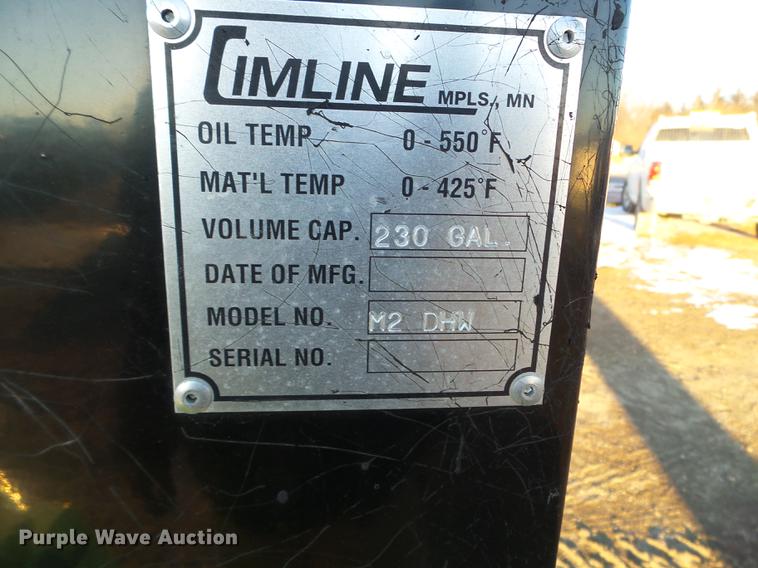 CIMLINE MPLS., MN
OIL TEMP 0 - 550°F
MAT'L TEMP 0 - 425°F
VOLUME CAP. 230 GAL.
DATE OF MFG.
MODEL NO. M2 DHW
SERIAL NO.
Purple Wave Auction